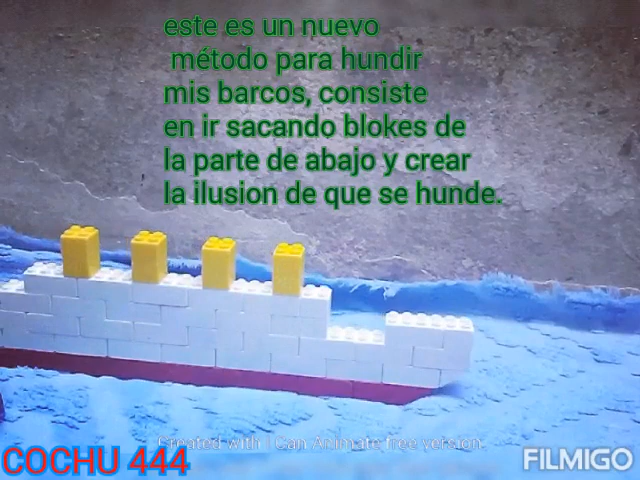 este es un nuevo
método para hundir
mis barcos, consiste
en ir sacando blokes de
la parte de abajo y crear
la ilusion de que se hunde.
Created with I Can Animate free version.
COCHU 444
FILMIGO